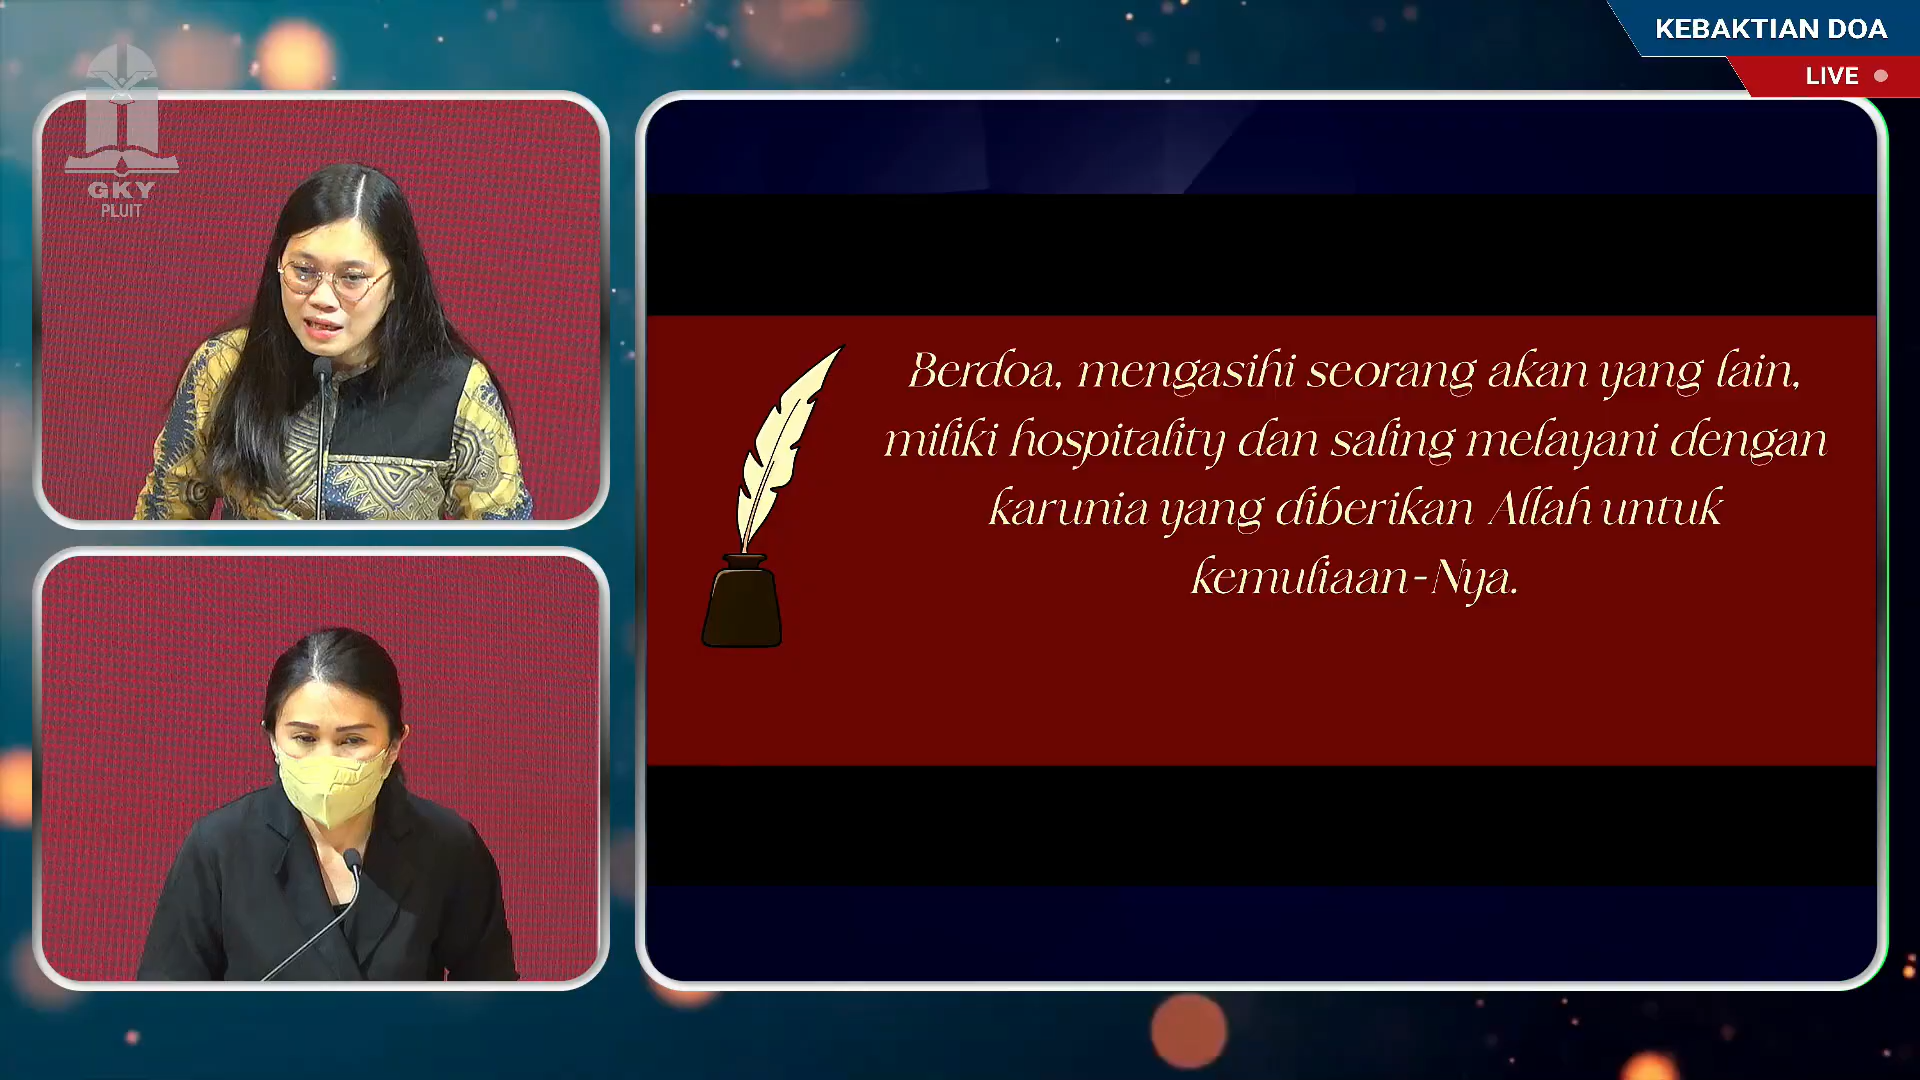 KEBAKTIAN DOA
LIVE
GKY
PLUIT
Berdoa, mengasihi seorang akan yang lain,
miliki hospitality dan saling melayani dengan
karunia yang diberikan Allah untuk
kemuliaan-Nya.